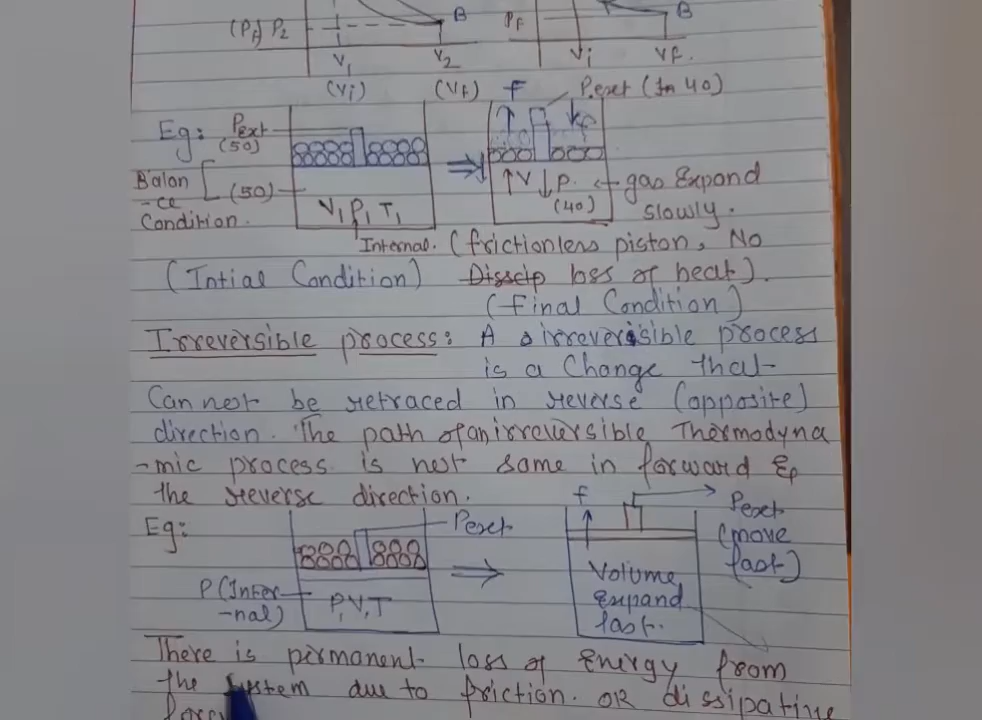 (Pf) P2 B PF B
V1 V2 Vi VF.
(Vi) (Vf) f Pext (In 40)
Eg: Pext
(50)
Balan
-ce (50)
Condition.
V1 P1 T1
↑V ↓P. ← gas Expand
(40) slowly.
Internal. (frictionless piston, No
(Intial Condition) loss of heat).
(final Condition)
Irreversible process: A irreversible process
is a Change that
Can not be retraced in reverse (opposite)
direction. The path of an irreversible Thermodyna
-mic process is not same in forward &
the reverse direction.
Eg: Pext f Pext
(move
fast)
P(Inter
-nal) P,V,T
Volume
expand
fast.
There is permanent loss of Energy from
the system due to friction. OR dissipative